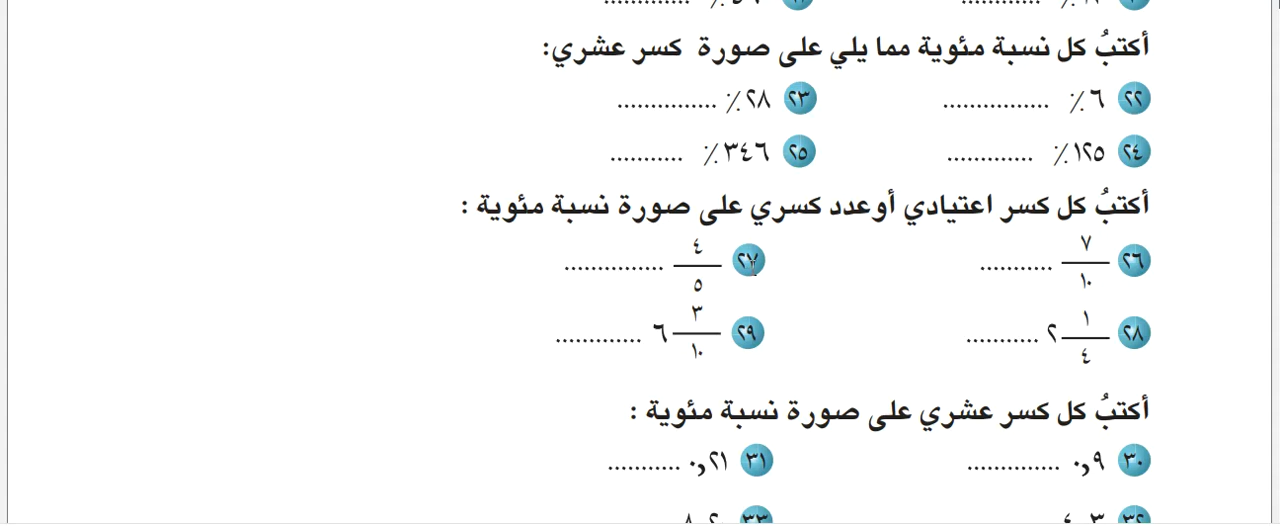 أكتبُ كل نسبة مئوية مما يلي على صورة كسر عشري:
٢٢ ٦ ٪ ................ ٢٣ ٢٨٪ ...............
٢٤ ١٢٥٪ ............. ٢٥ ٣٤٦٪ ...........
أكتبُ كل كسر اعتيادي أوعدد كسري على صورة نسبة مئوية :
٢٦ ٧/١٠ ........... ٢٧ ٤/٥ ...............
٢٨ ١/٤ ٢ ........... ٢٩ ٣/١٠ ٦ .............
أكتبُ كل كسر عشري على صورة نسبة مئوية :
٣٠ ٠,٩ .............. ٣١ ٠,٢١ ...........